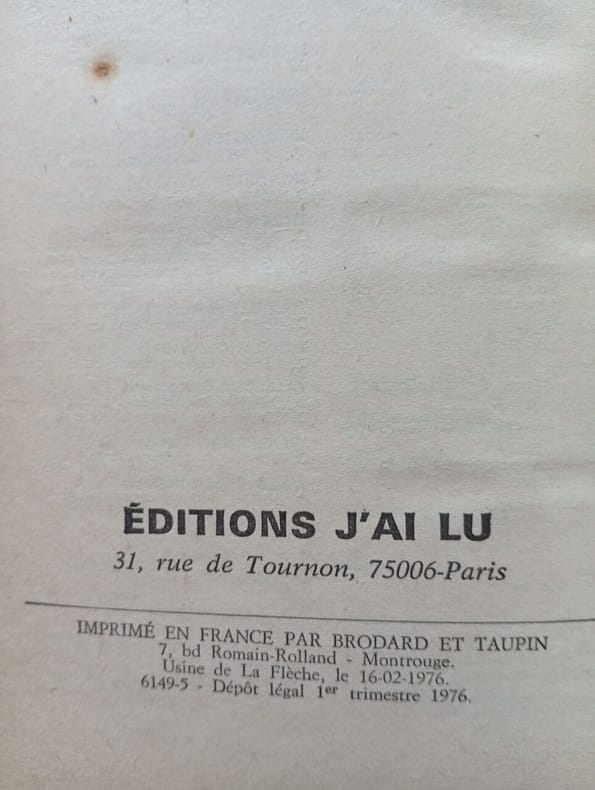 ÉDITIONS J'AI LU
31, rue de Tournon, 75006-Paris
IMPRIMÉ EN FRANCE PAR BRODARD ET TAUPIN
7, bd Romain-Rolland - Montrouge.
Usine de La Flèche, le 16-02-1976.
6149-5 - Dépôt légal 1er trimestre 1976.